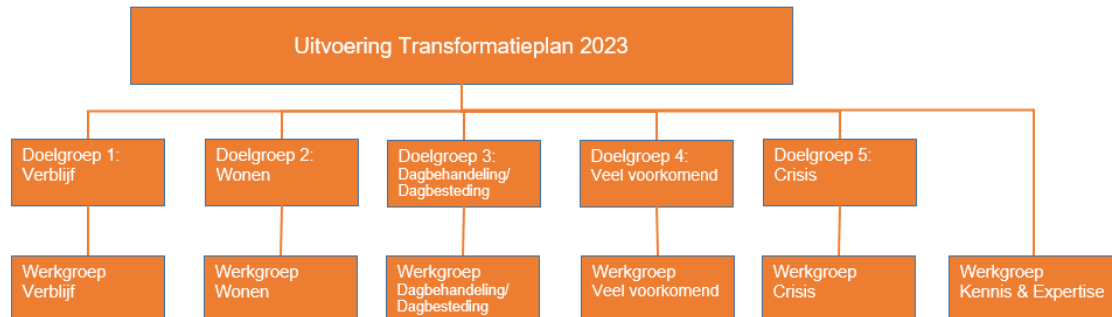 Uitvoering Transformatieplan 2023
Doelgroep 1:
Verblijf
Doelgroep 2:
Wonen
Doelgroep 3:
Dagbehandeling/
Dagbesteding
Doelgroep 4:
Veel voorkomend
Doelgroep 5:
Crisis
Werkgroep
Verblijf
Werkgroep
Wonen
Werkgroep
Dagbehandeling/
Dagbesteding
Werkgroep
Veel voorkomend
Werkgroep
Crisis
Werkgroep
Kennis & Expertise